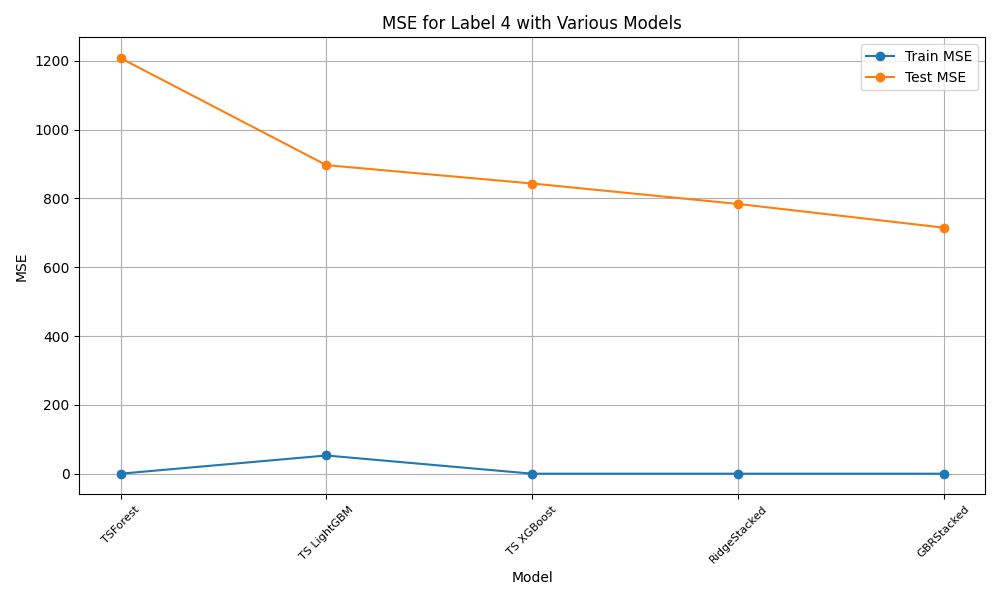 MSE for Label 4 with Various Models
Train MSE
Test MSE
MSE
1200
1000
800
600
400
200
0
TSForest
TS LightGBM
TS XGBoost
RidgeStacked
GBRStacked
Model